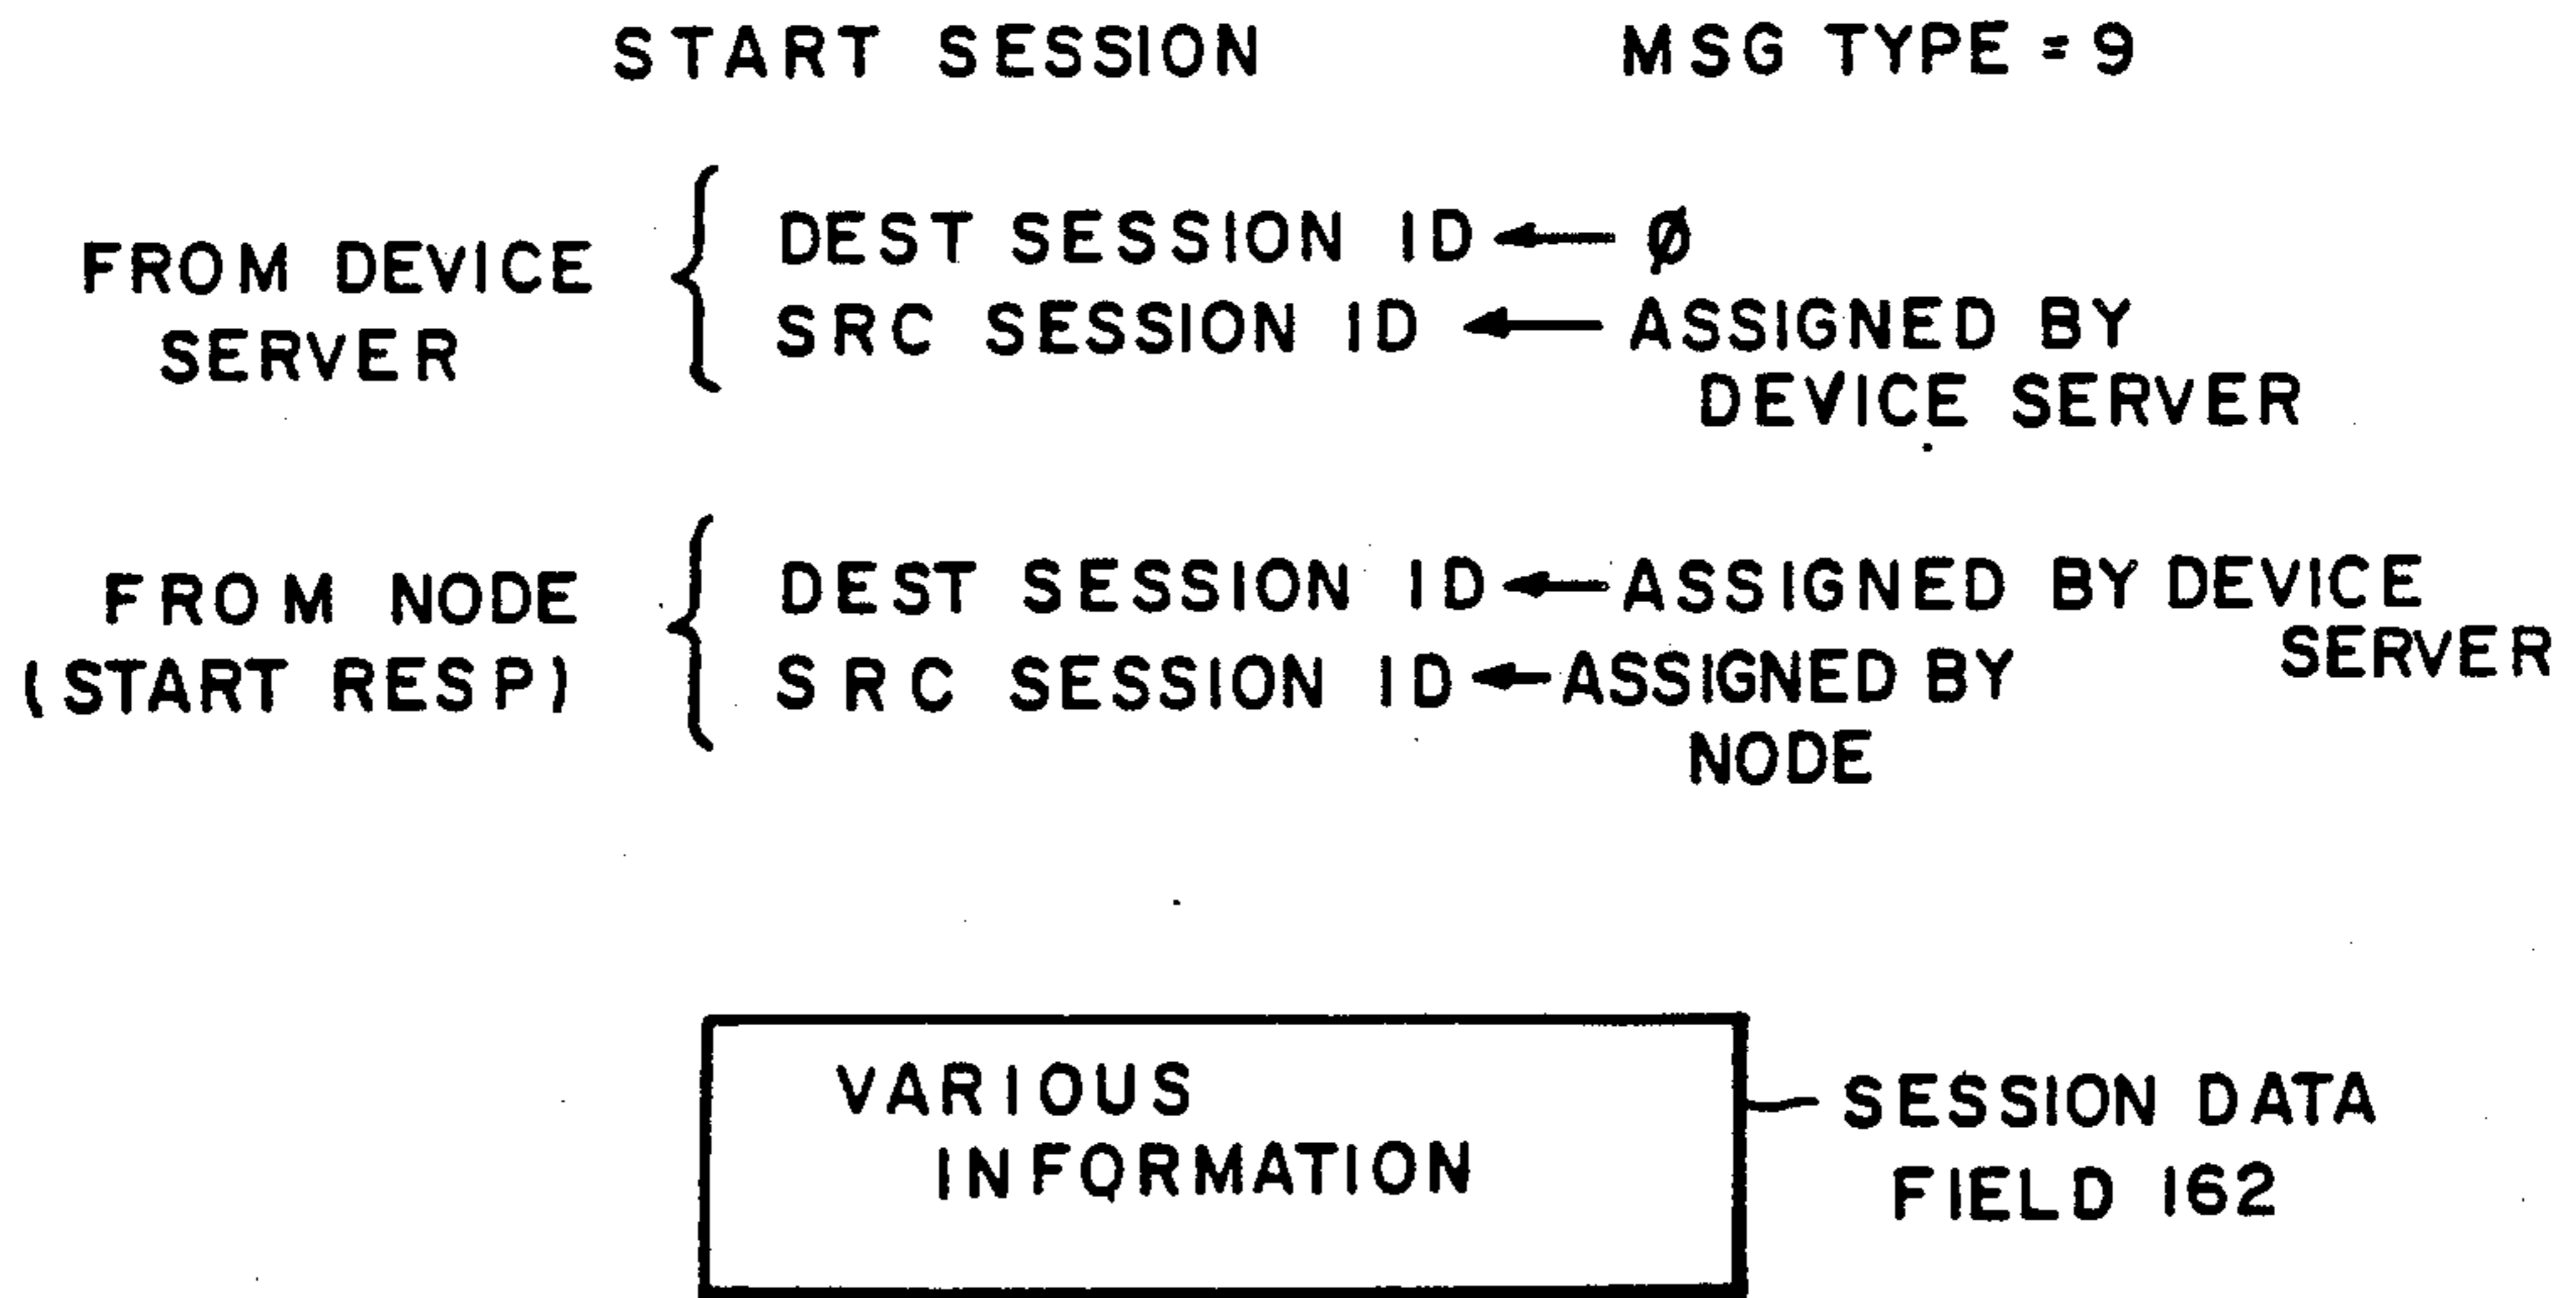 START SESSION MSG TYPE = 9
FROM DEVICE
SERVER
DEST SESSION ID ← Ø
SRC SESSION ID ← ASSIGNED BY
DEVICE SERVER
FROM NODE
(START RESP)
DEST SESSION ID ← ASSIGNED BY DEVICE
SERVER
SRC SESSION ID ← ASSIGNED BY
NODE
VARIOUS
INFORMATION
SESSION DATA
FIELD 162